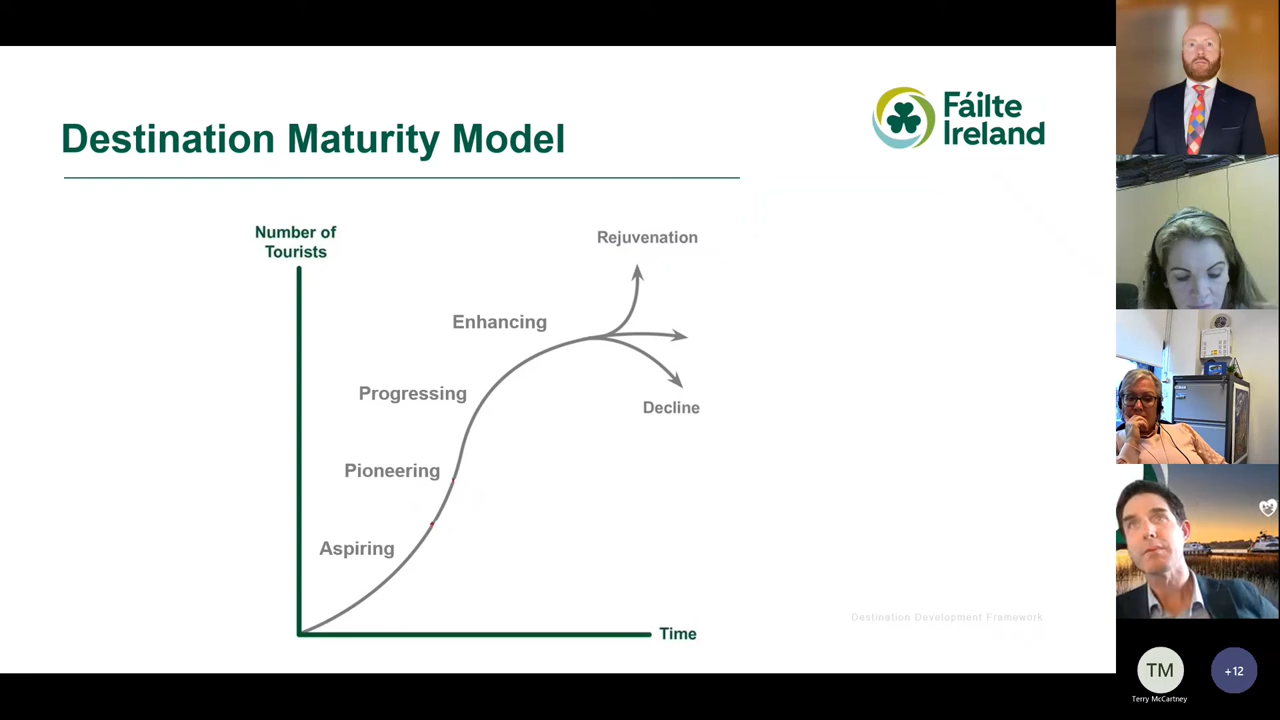 Destination Maturity Model
Fáilte
Ireland
Number of
Tourists
Rejuvenation
Enhancing
Progressing
Decline
Pioneering
Aspiring
Time
Destination Development Framework
TM
Terry McCartney
+12